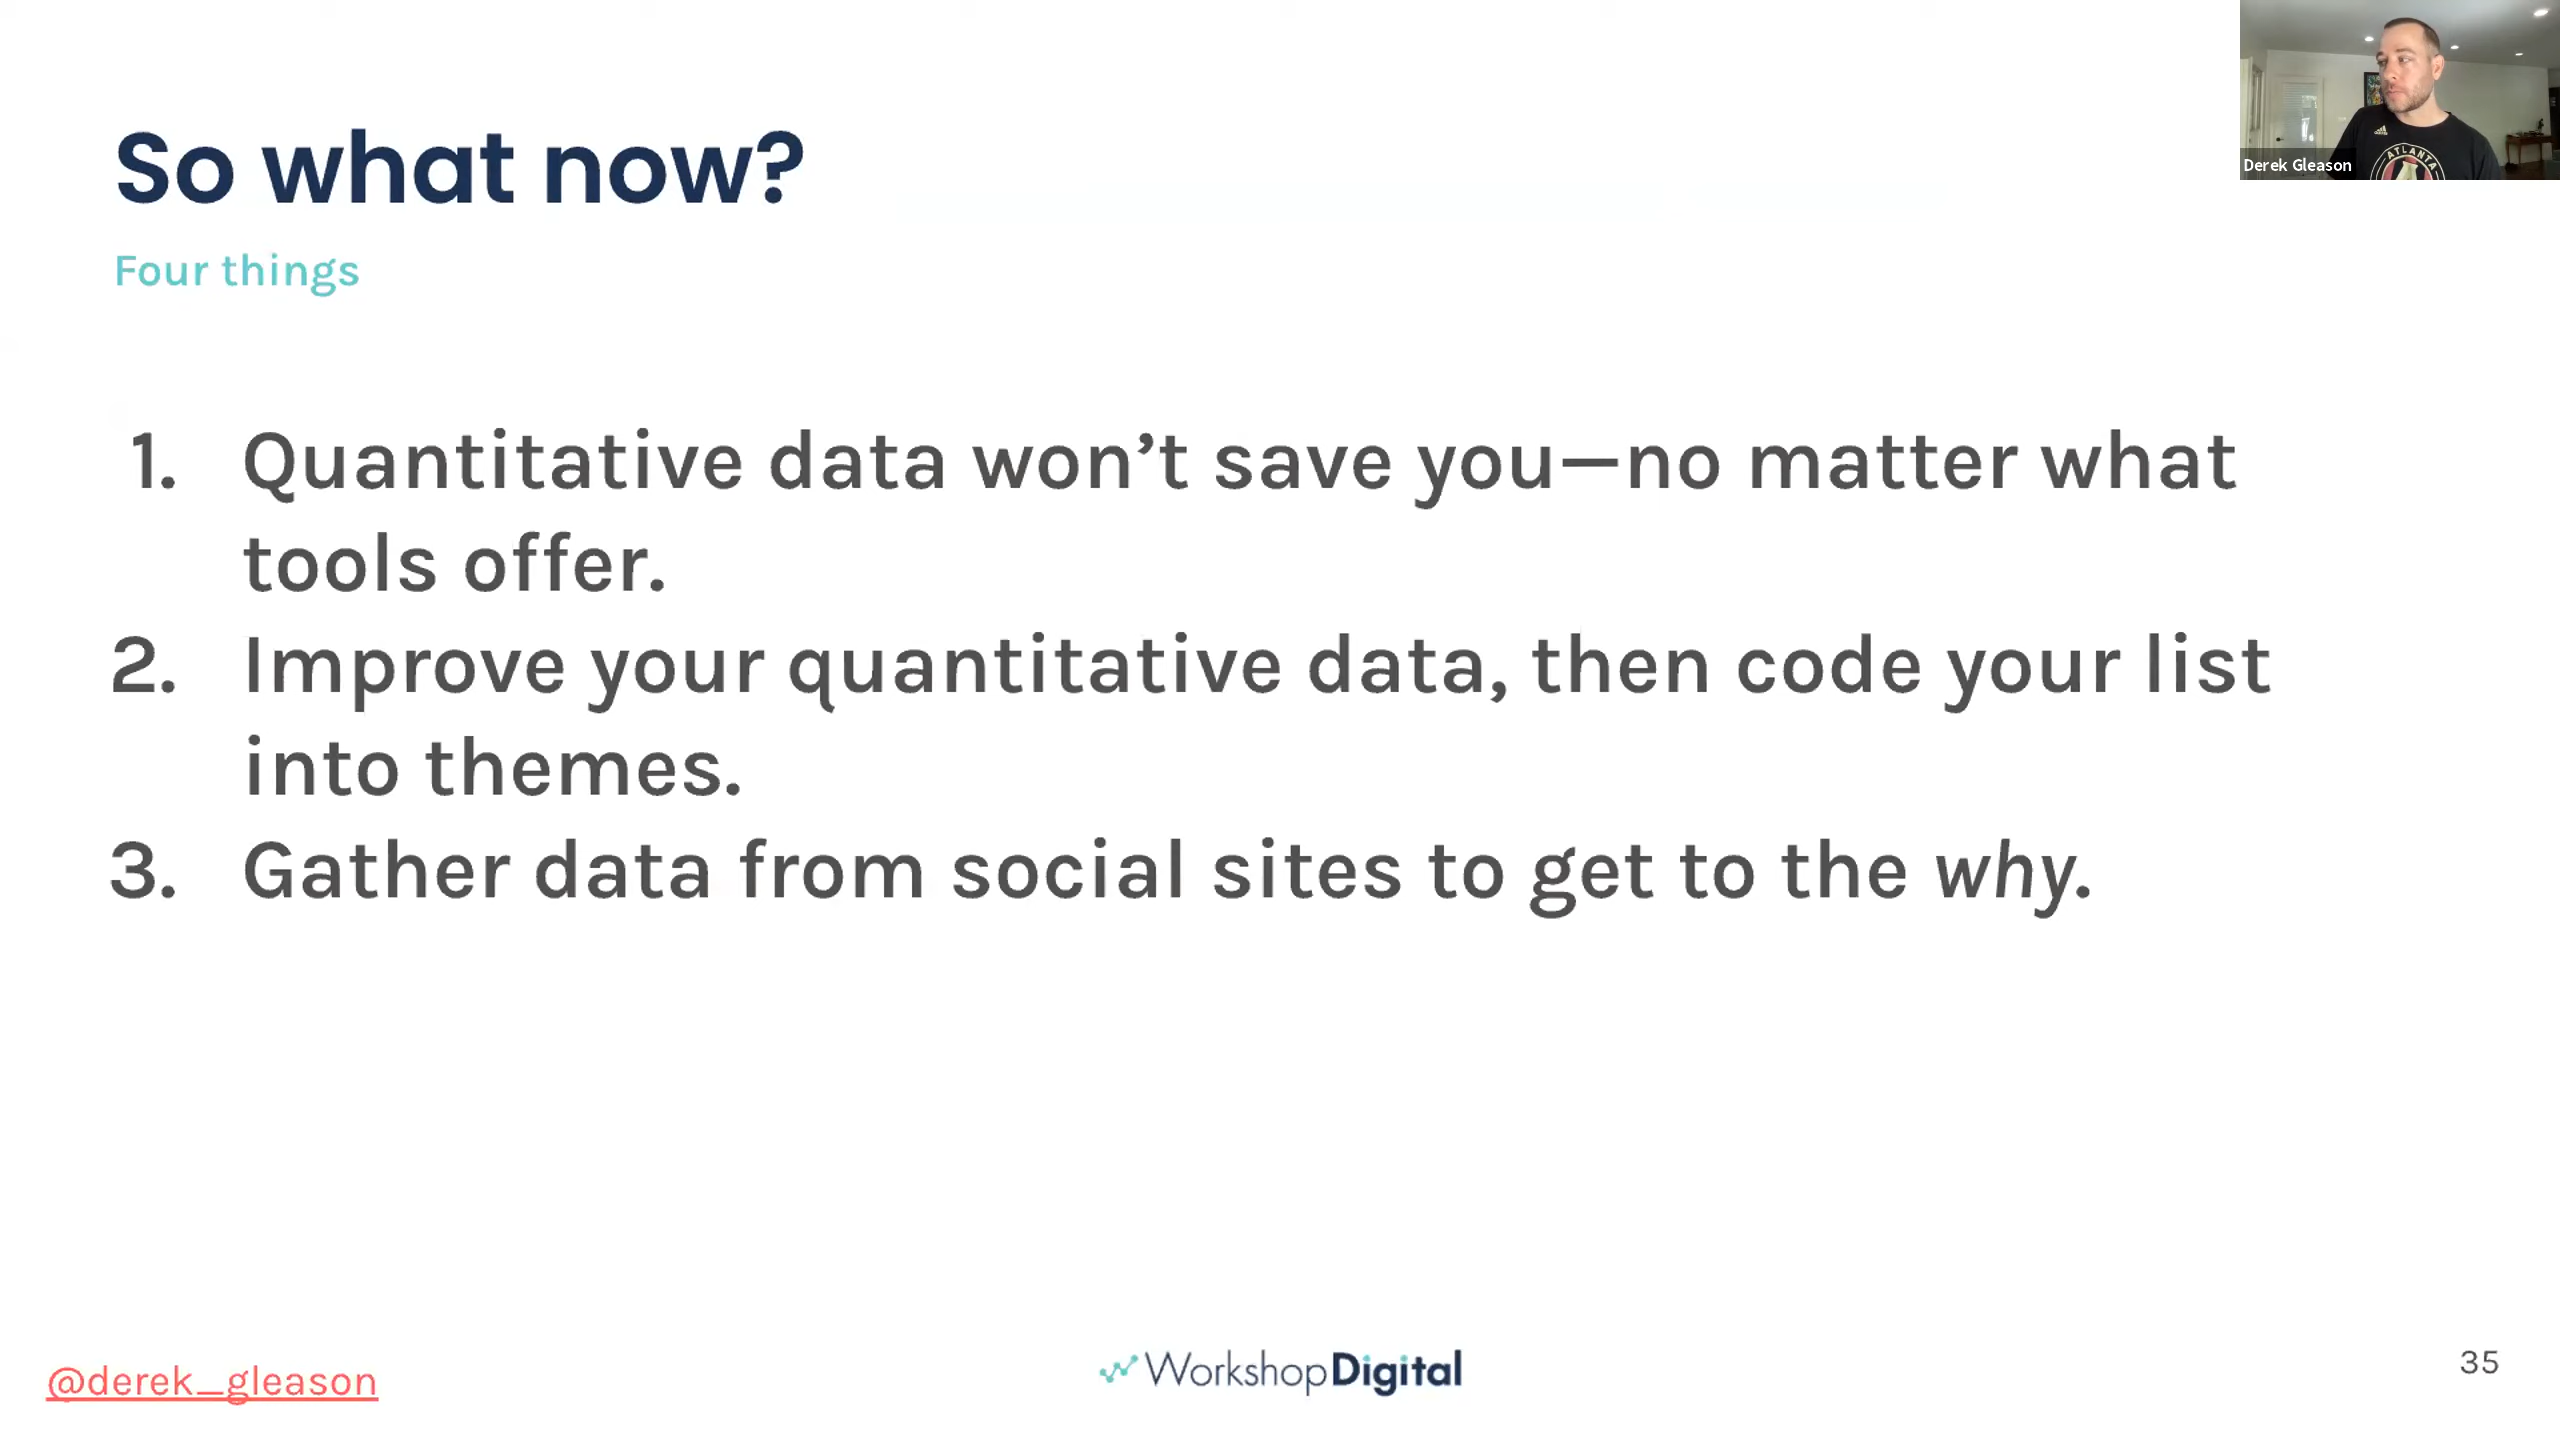 So what now?
Four things
1. Quantitative data won’t save you—no matter what
tools offer.
2. Improve your quantitative data, then code your list
into themes.
3. Gather data from social sites to get to the why.
Derek Gleason
ATLANTA
@derek_gleason
WorkshopDigital
35